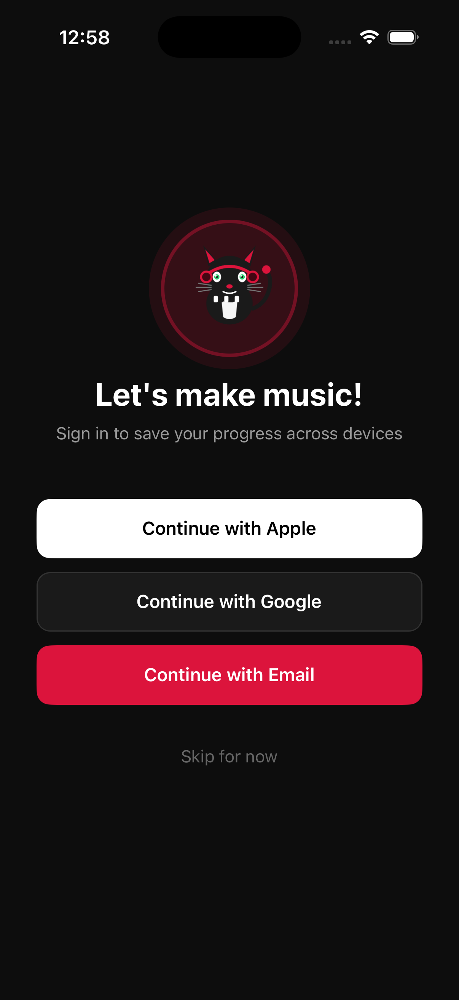 12:58
Let's make music!
Sign in to save your progress across devices
Continue with Apple
Continue with Google
Continue with Email
Skip for now